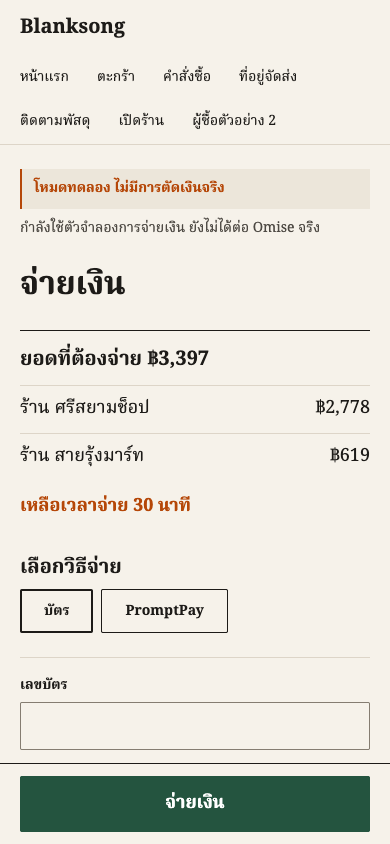 Blanksong
หน้าแรก ตะกร้า คำสั่งซื้อ ที่อยู่จัดส่ง
ติดตามพัสดุ เปิดร้าน ผู้ซื้อตัวอย่าง 2
โหมดทดลอง ไม่มีการตัดเงินจริง
กำลังใช้ตัวจำลองการจ่ายเงิน ยังไม่ได้ต่อ Omise จริง
จ่ายเงิน
ยอดที่ต้องจ่าย ฿3,397
ร้าน ศรีสยามช็อป ฿2,778
ร้าน สายรุ้งมาร์ท ฿619
เหลือเวลาจ่าย 30 นาที
เลือกวิธีจ่าย
บัตร PromptPay
เลขบัตร
จ่ายเงิน